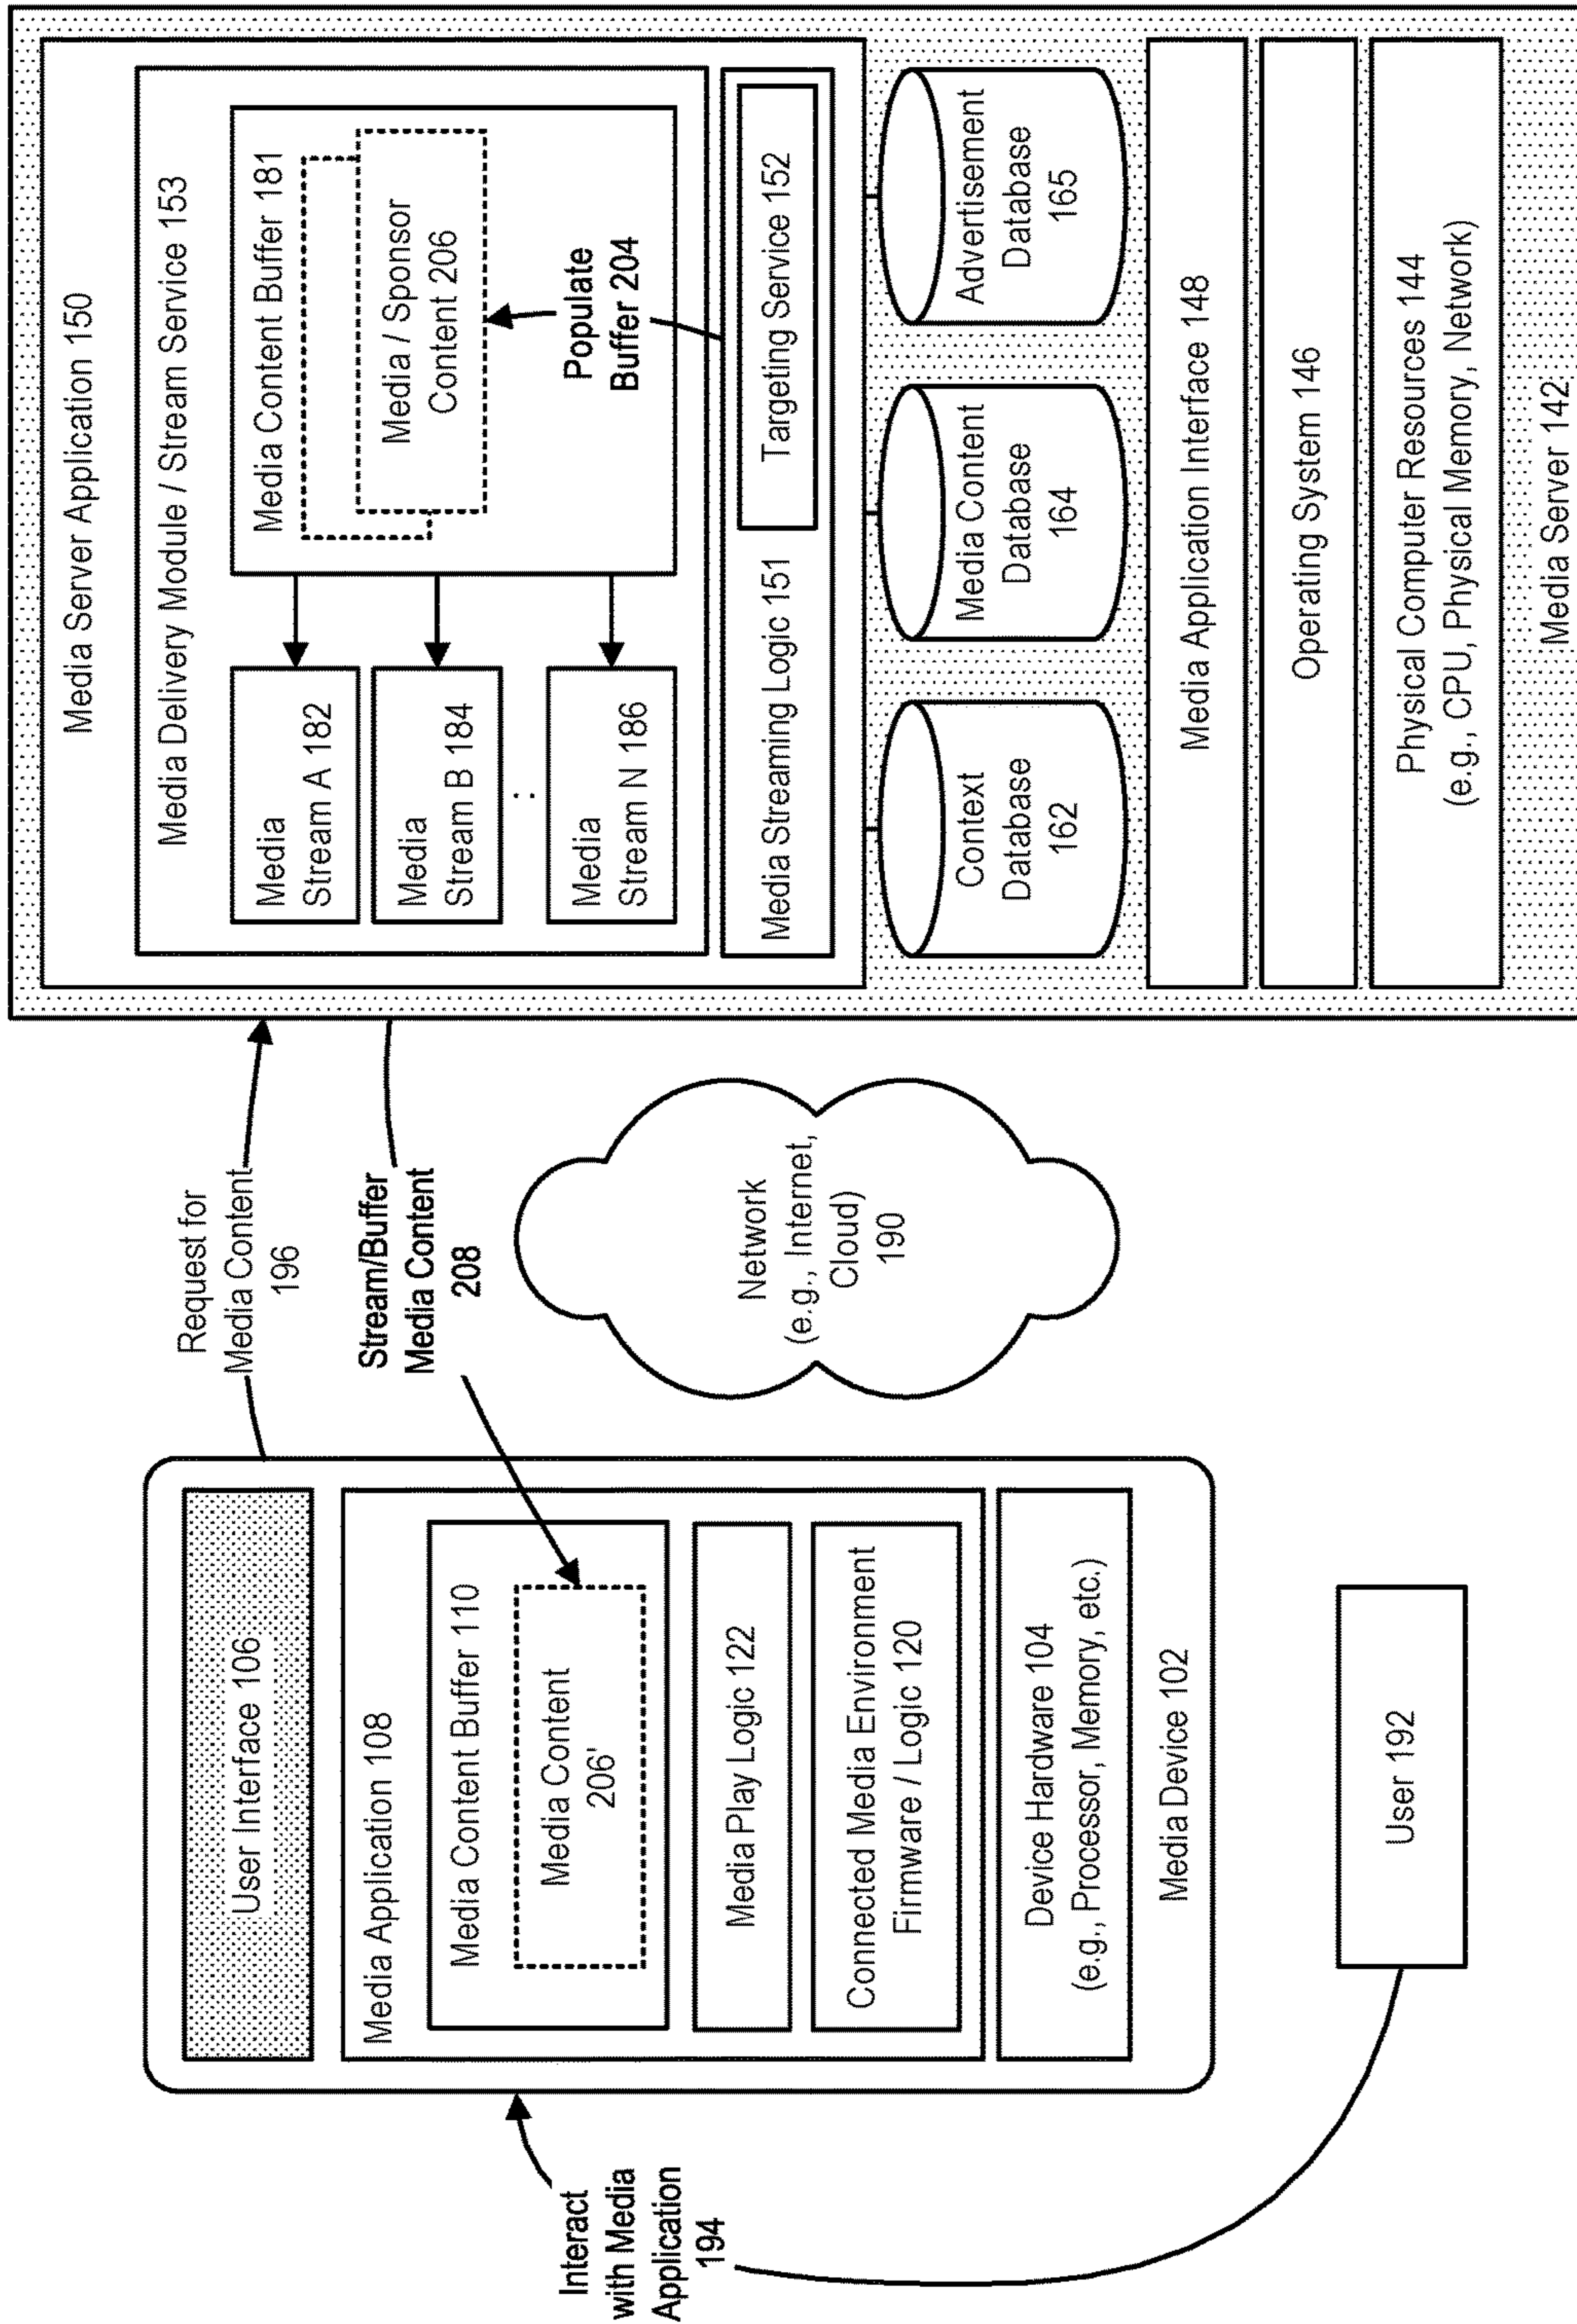 Interact
with Media
Application
194
User Interface 106
Media Application 108
Media Content Buffer 110
Media Content
206'
Media Play Logic 122
Connected Media Environment
Firmware / Logic 120
Device Hardware 104
(e.g., Processor, Memory, etc.)
Media Device 102
User 192
Request for
Media Content
196
Stream/Buffer
Media Content
208
Network
(e.g., Internet,
Cloud)
190
Media Server Application 150
Media Delivery Module / Stream Service 153
Media
Stream A 182
Media
Stream B 184
:
Media
Stream N 186
Media Content Buffer 181
Media / Sponsor
Content 206
Populate
Buffer 204
Media Streaming Logic 151
Targeting Service 152
Context
Database
162
Media Content
Database
164
Advertisement
Database
165
Media Application Interface 148
Operating System 146
Physical Computer Resources 144
(e.g., CPU, Physical Memory, Network)
Media Server 142